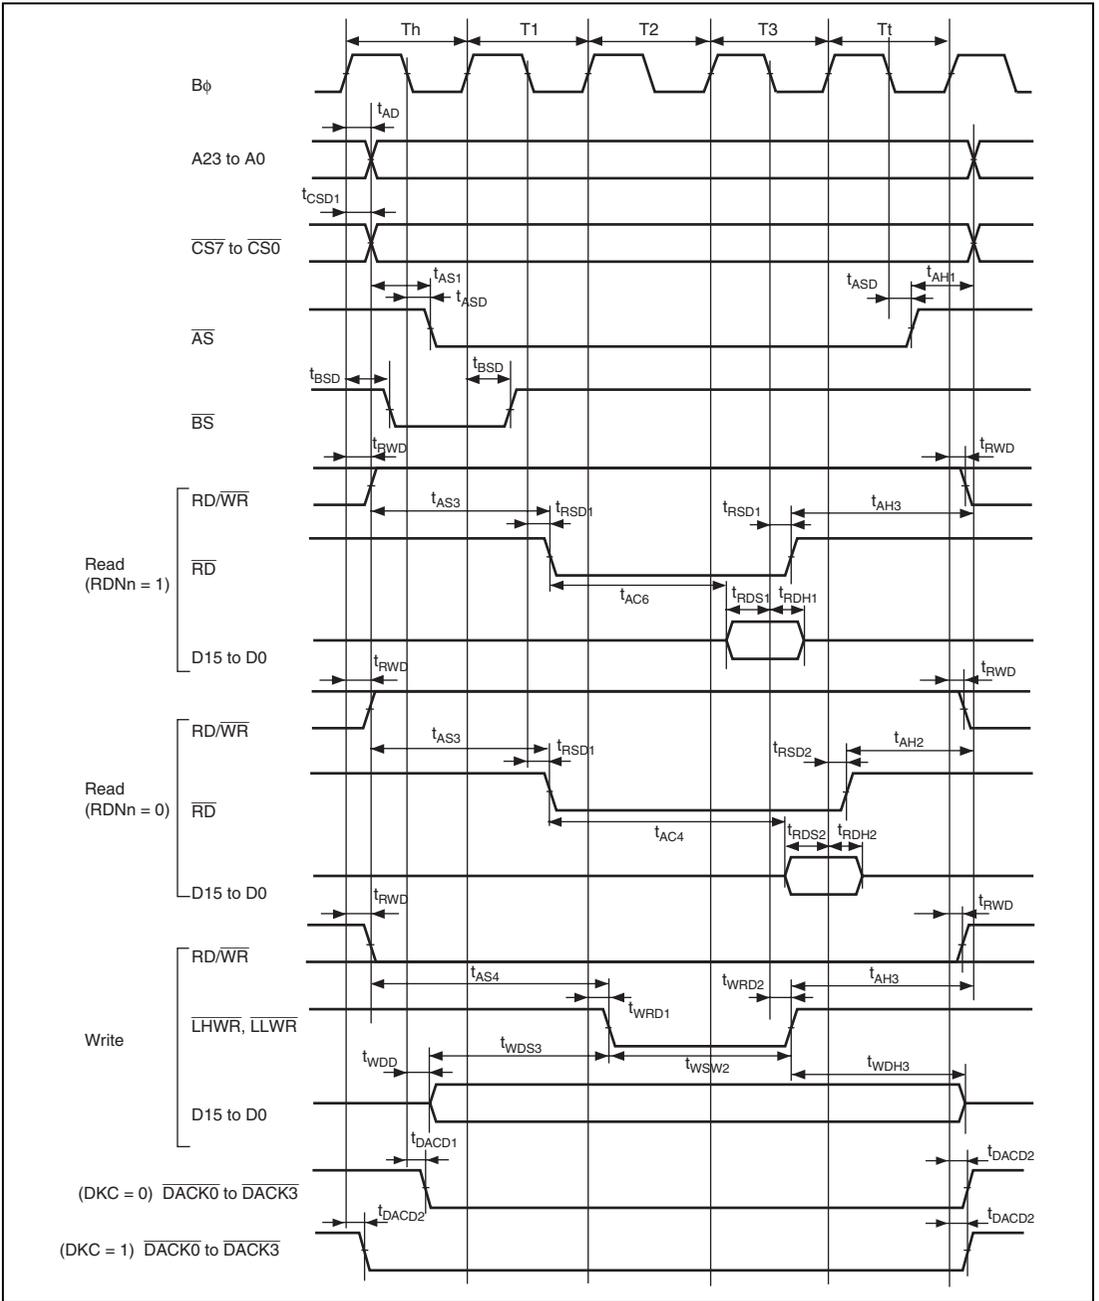 Th T1 T2 T3 Tt
Bϕ
tAD
A23 to A0
tCSD1
CS7 to CS0
tAS1
tASD
tASD
tAH1
AS
tBSD
tBSD
BS
tRWD
tRWD
RD/WR
tAS3
tRSD1
tRSD1
tAH3
Read
(RDNn = 1)
RD
tAC6
tRDS1
tRDH1
D15 to D0
tRWD
tRWD
RD/WR
tAS3
tRSD1
tRSD2
tAH2
Read
(RDNn = 0)
RD
tAC4
tRDS2
tRDH2
D15 to D0
tRWD
tRWD
RD/WR
tAS4
tWRD1
tWRD2
tAH3
LHWR, LLWR
Write
tWDD
tWDS3
tWSW2
tWDH3
D15 to D0
tDACD1
tDACD2
(DKC = 0) DACK0 to DACK3
tDACD2
tDACD2
(DKC = 1) DACK0 to DACK3